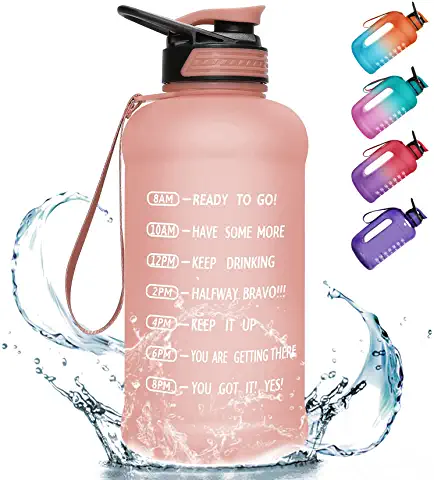 8AM — READY TO GO!
10AM — HAVE SOME MORE
12PM — KEEP DRINKING
2PM — HALFWAY, BRAVO!!!
4PM — KEEP IT UP
6PM — YOU ARE GETTING THERE
8PM — YOU GOT IT! YES!